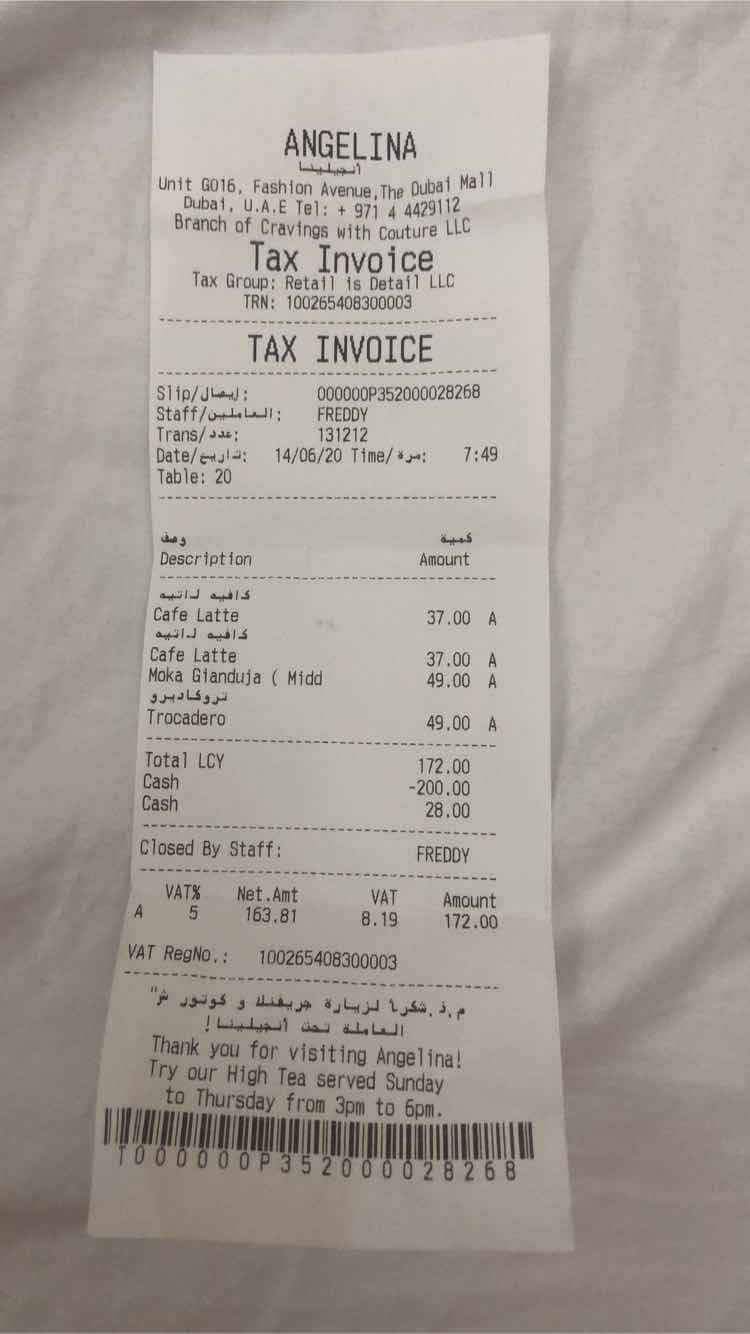 ANGELINA
أنجيلينا
Unit G016, Fashion Avenue,The Dubai Mall
Dubai, U.A.E Tel: + 971 4 4429112
Branch of Cravings with Couture LLC
Tax Invoice
Tax Group: Retail is Detail LLC
TRN: 100265408300003
TAX INVOICE
Slip/إيصال: 000000P352000028268
Staff/العاملين: FREDDY
Trans/عدد: 131212
Date/تاريخ: 14/06/20 Time/مرة: 7:49
Table: 20
وصف كمية
Description Amount
كافيه لاتيه
Cafe Latte 37.00 A
كافيه لاتيه
Cafe Latte 37.00 A
Moka Gianduja ( Midd 49.00 A
تروكاديرو
Trocadero 49.00 A
Total LCY 172.00
Cash -200.00
Cash 28.00
Closed By Staff: FREDDY
VAT% Net.Amt VAT Amount
A 5 163.81 8.19 172.00
VAT RegNo.: 100265408300003
م.ذ.شكرأ لزيارة جريفنك و كوتور ش"
العاملة تحت أنجيلينا!
Thank you for visiting Angelina!
Try our High Tea served Sunday
to Thursday from 3pm to 6pm.
T000000P352000028268